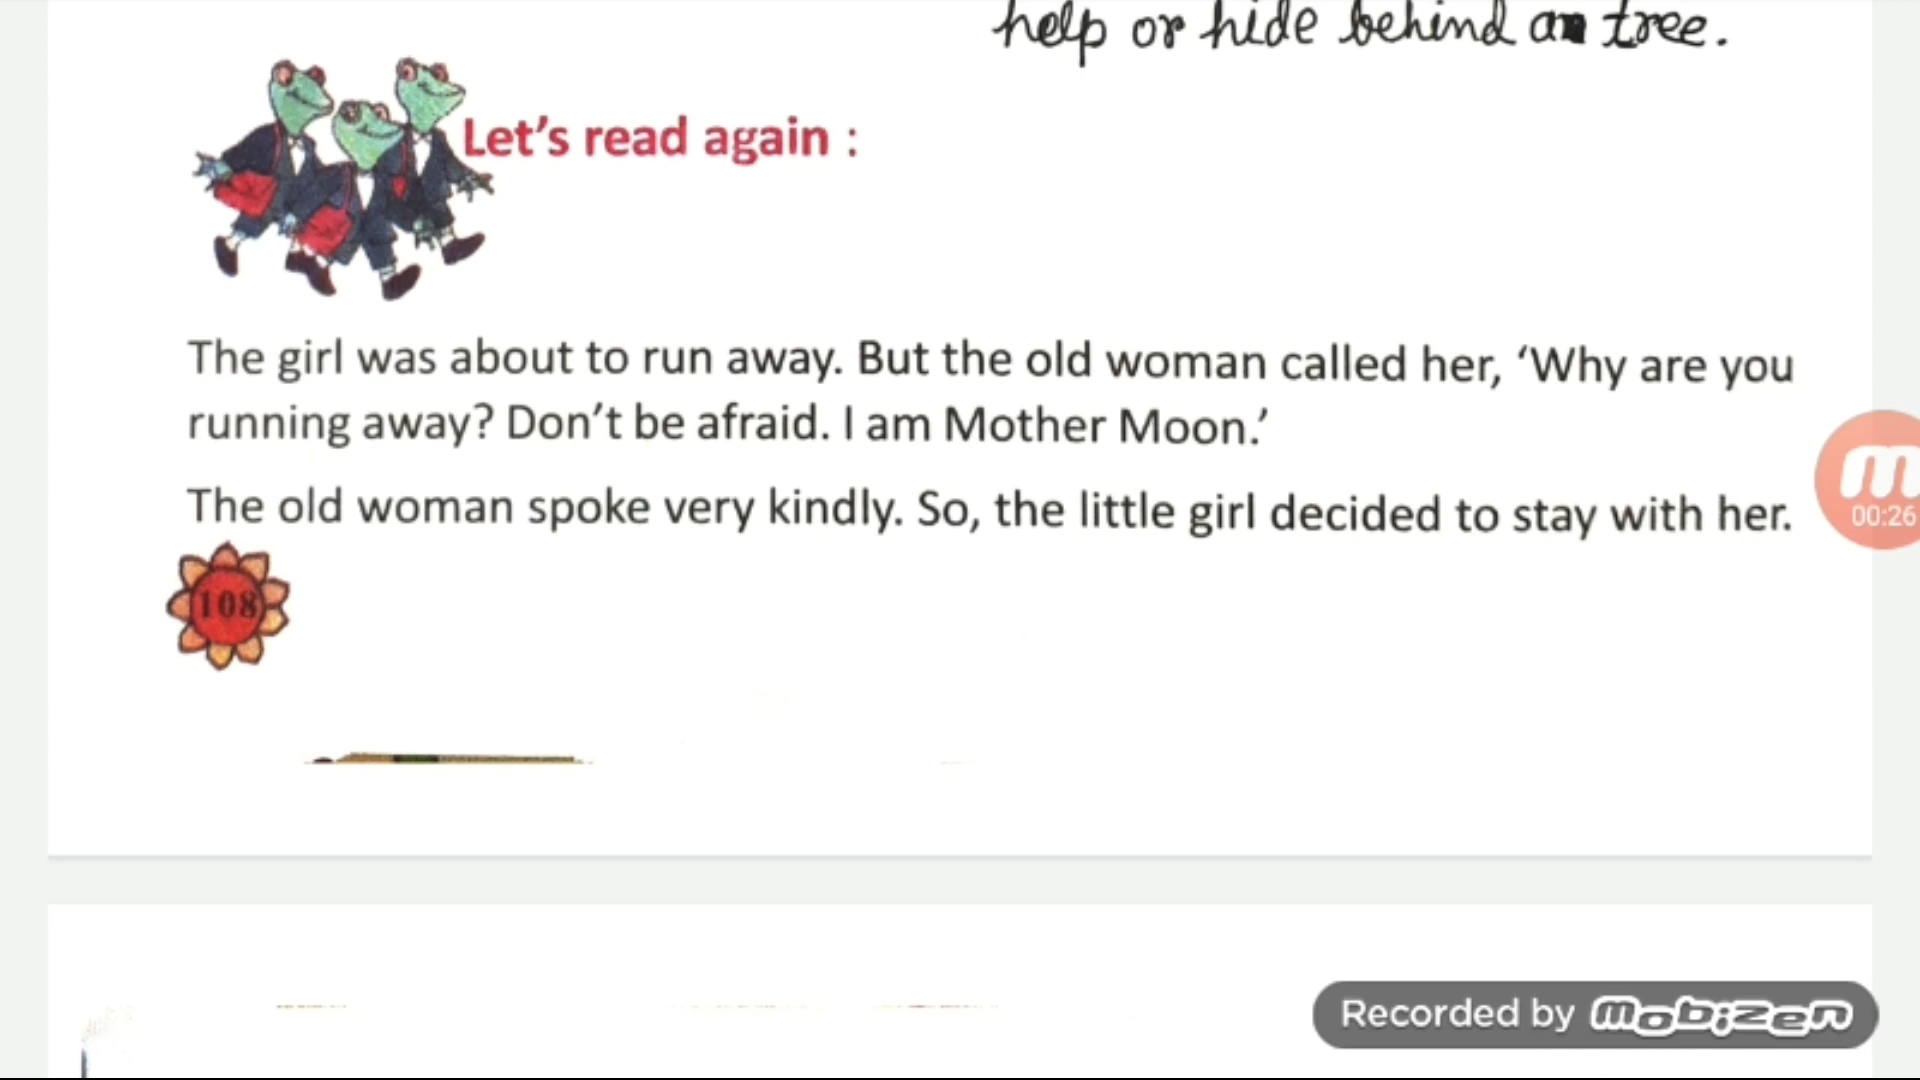 help or hide behind a tree.
Let’s read again :
The girl was about to run away. But the old woman called her, ‘Why are you
running away? Don’t be afraid. I am Mother Moon.’
The old woman spoke very kindly. So, the little girl decided to stay with her.
108
m
00:26
Recorded by mobizen